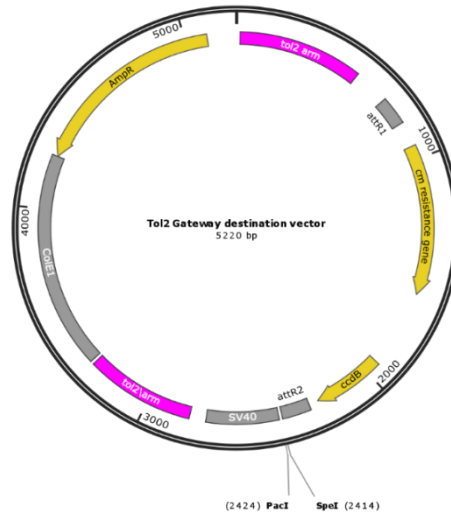 5000
tol2 arm
AmpR
attR1
1000
cm resistance gene
4000
Tol2 Gateway destination vector
5220 bp
ColE1
2000
ccdB
attR2
tol2\arm
SV40
3000
(2424) PacI SpeI (2414)